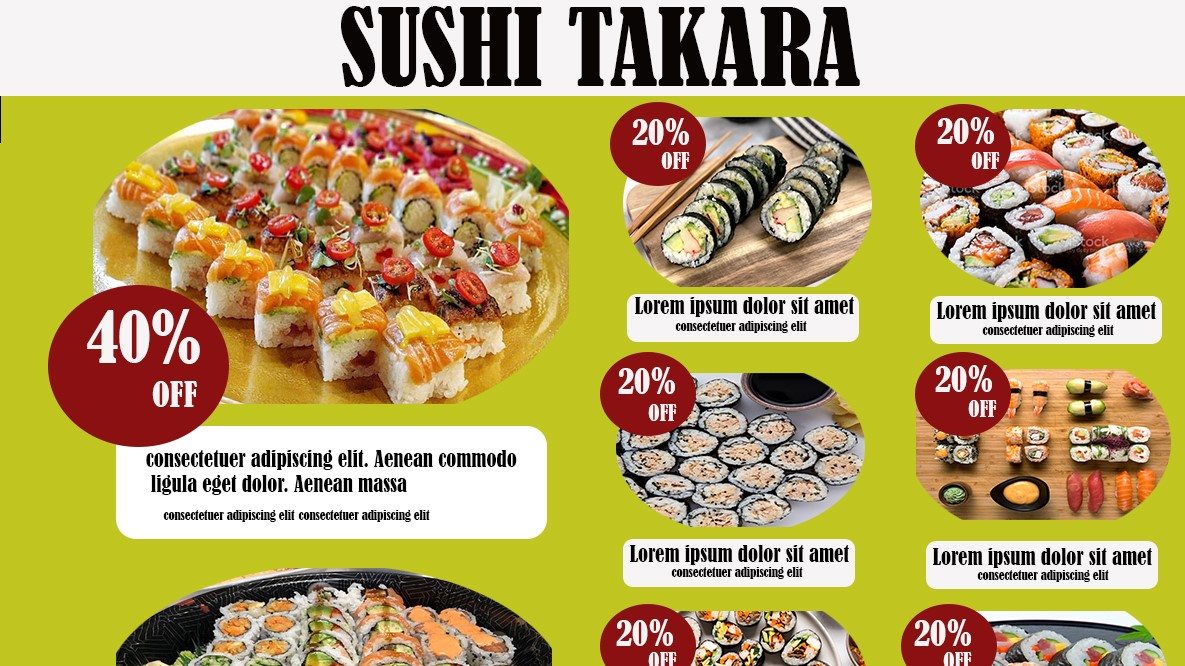 SUSHI TAKARA
40%
OFF
consectetuer adipiscing elit. Aenean commodo
ligula eget dolor. Aenean massa
consectetuer adipiscing elit consectetuer adipiscing elit
20%
OFF
Lorem ipsum dolor sit amet
consectetuer adipiscing elit
20%
OFF
Lorem ipsum dolor sit amet
consectetuer adipiscing elit
20%
OFF
Lorem ipsum dolor sit amet
consectetuer adipiscing elit
20%
OFF
Lorem ipsum dolor sit amet
consectetuer adipiscing elit
20%
OFF
20%
OFF